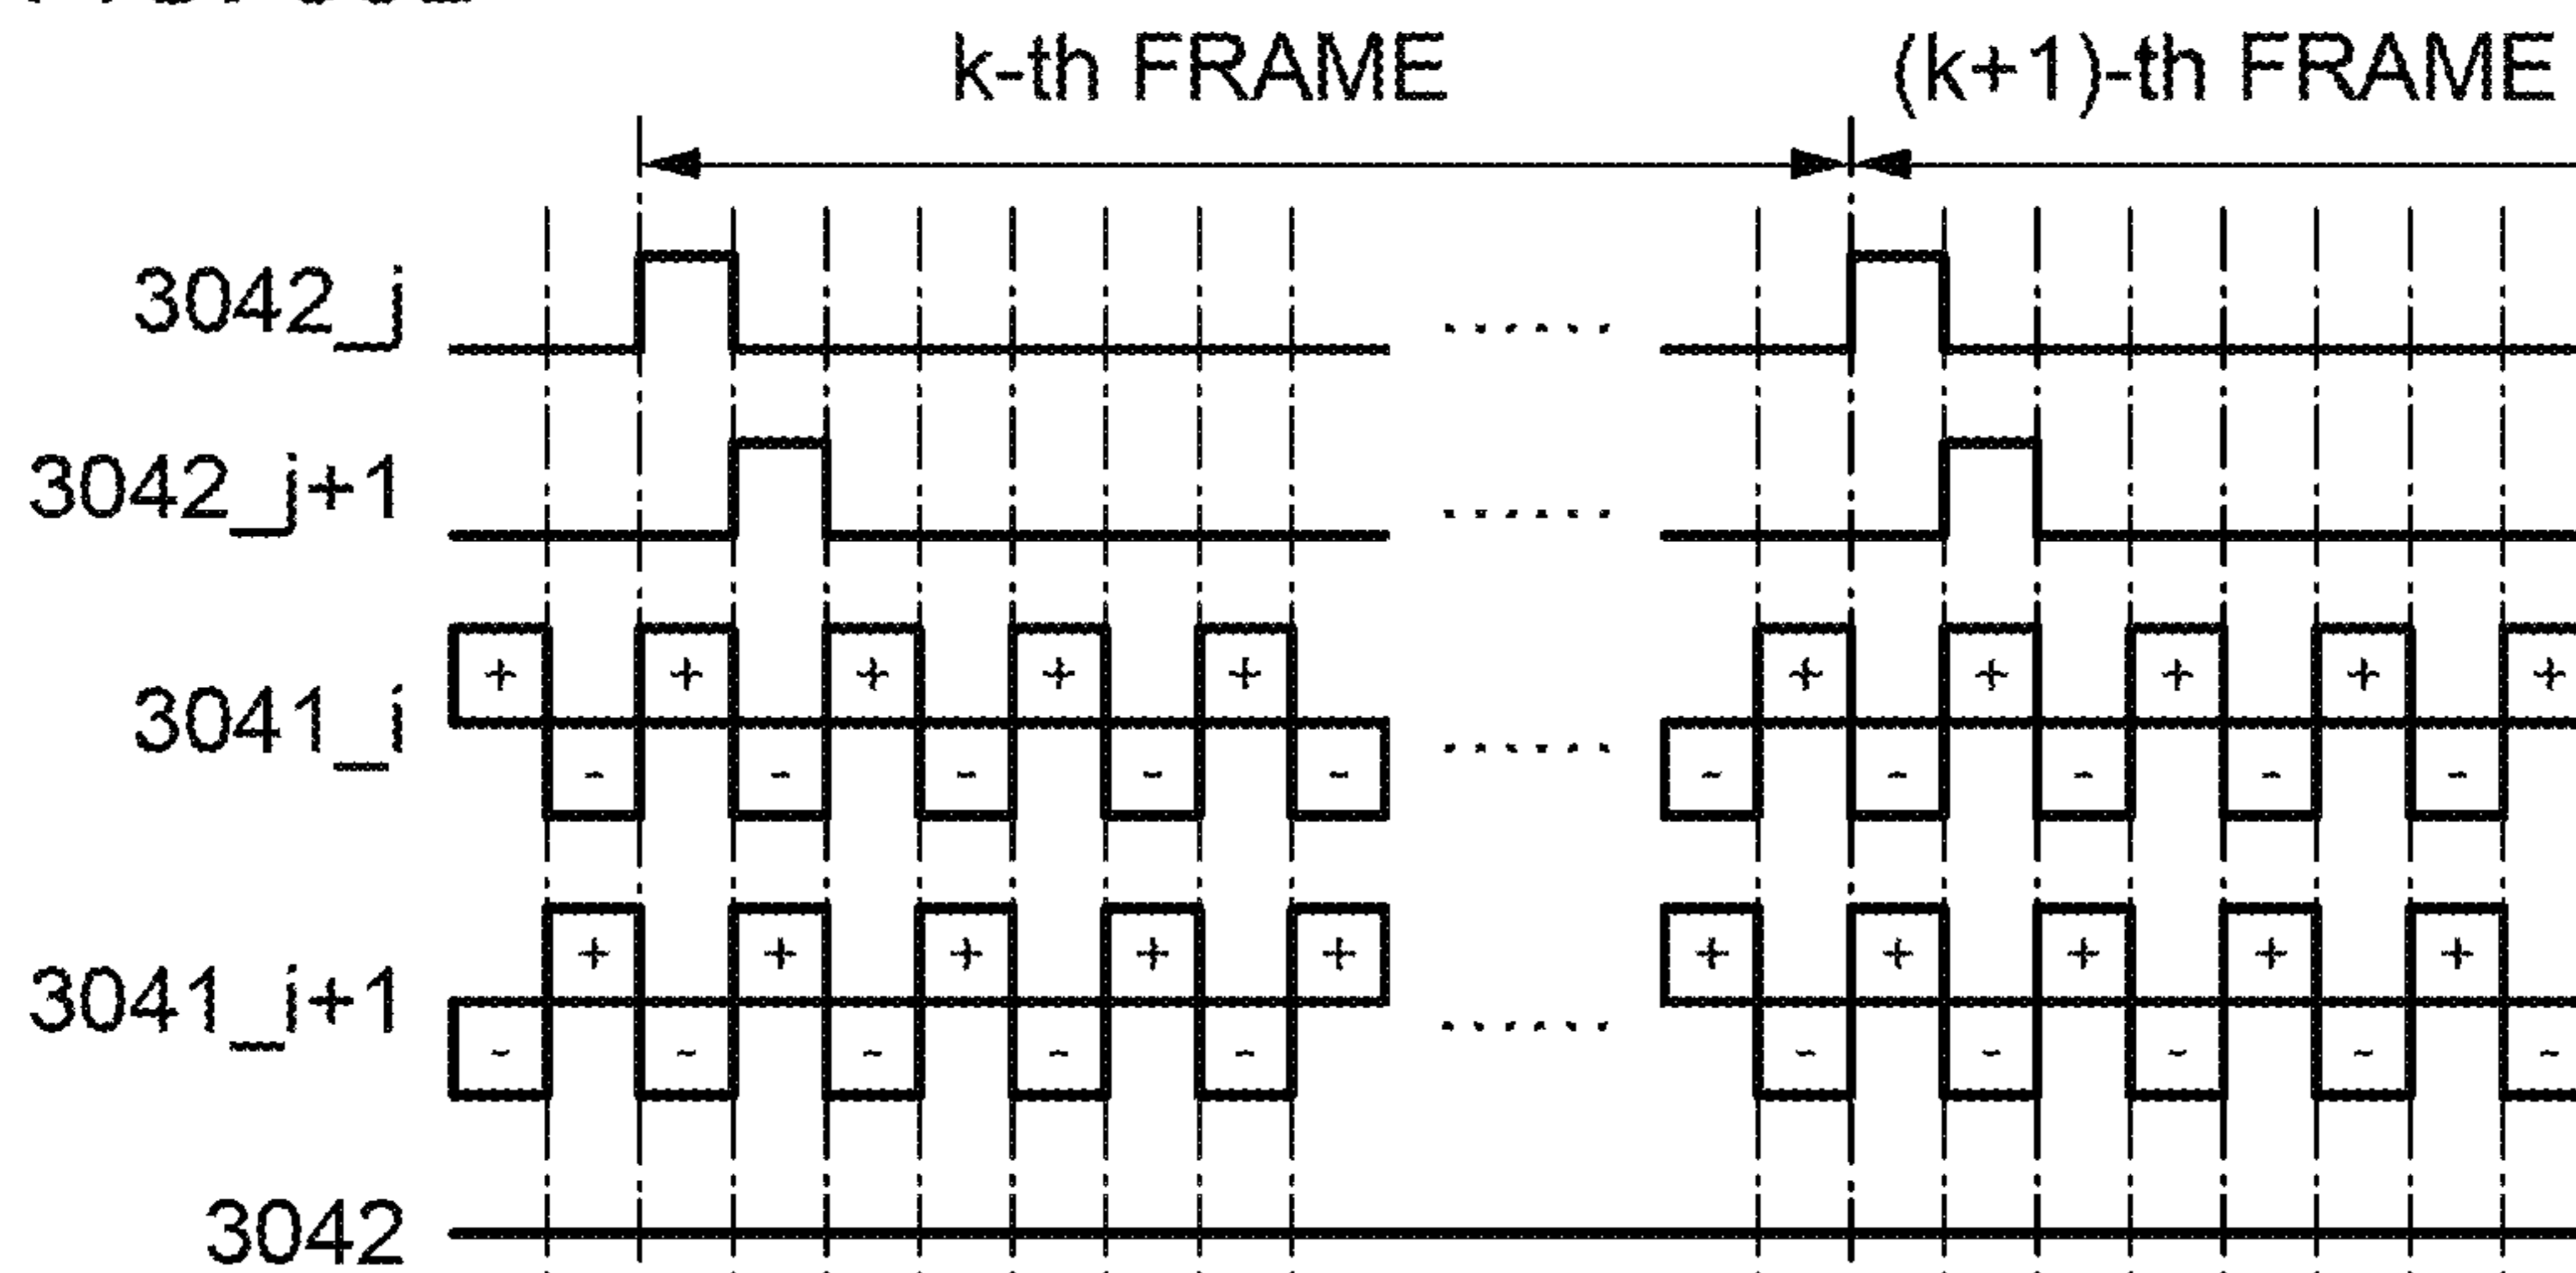 k-th FRAME (k+1)-th FRAME
3042_j
3042_j+1
+ + + + + + + + + +
3041_i
- - - - - - - - -
+ + + + + + + + + +
3041_i+1
- - - - - - - - - -
3042